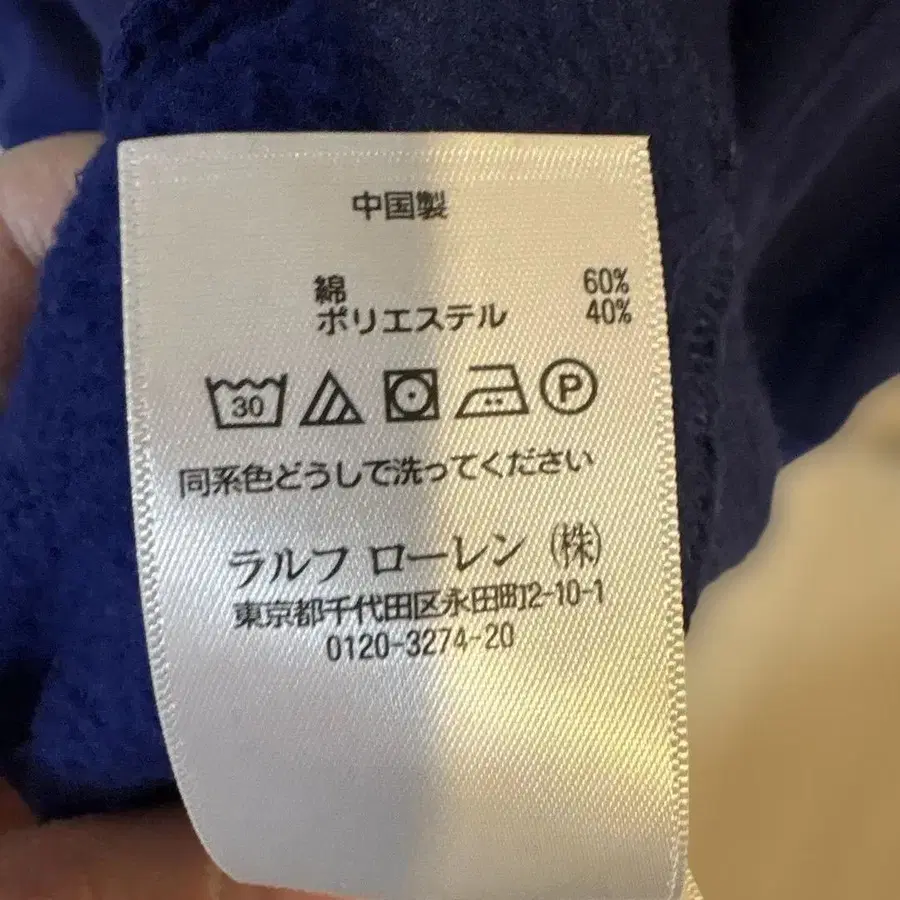 中国製
綿 60%
ポリエステル 40%
30 P
同系色どうしで洗ってください
ラルフ ローレン (株)
東京都千代田区永田町2-10-1
0120-3274-20